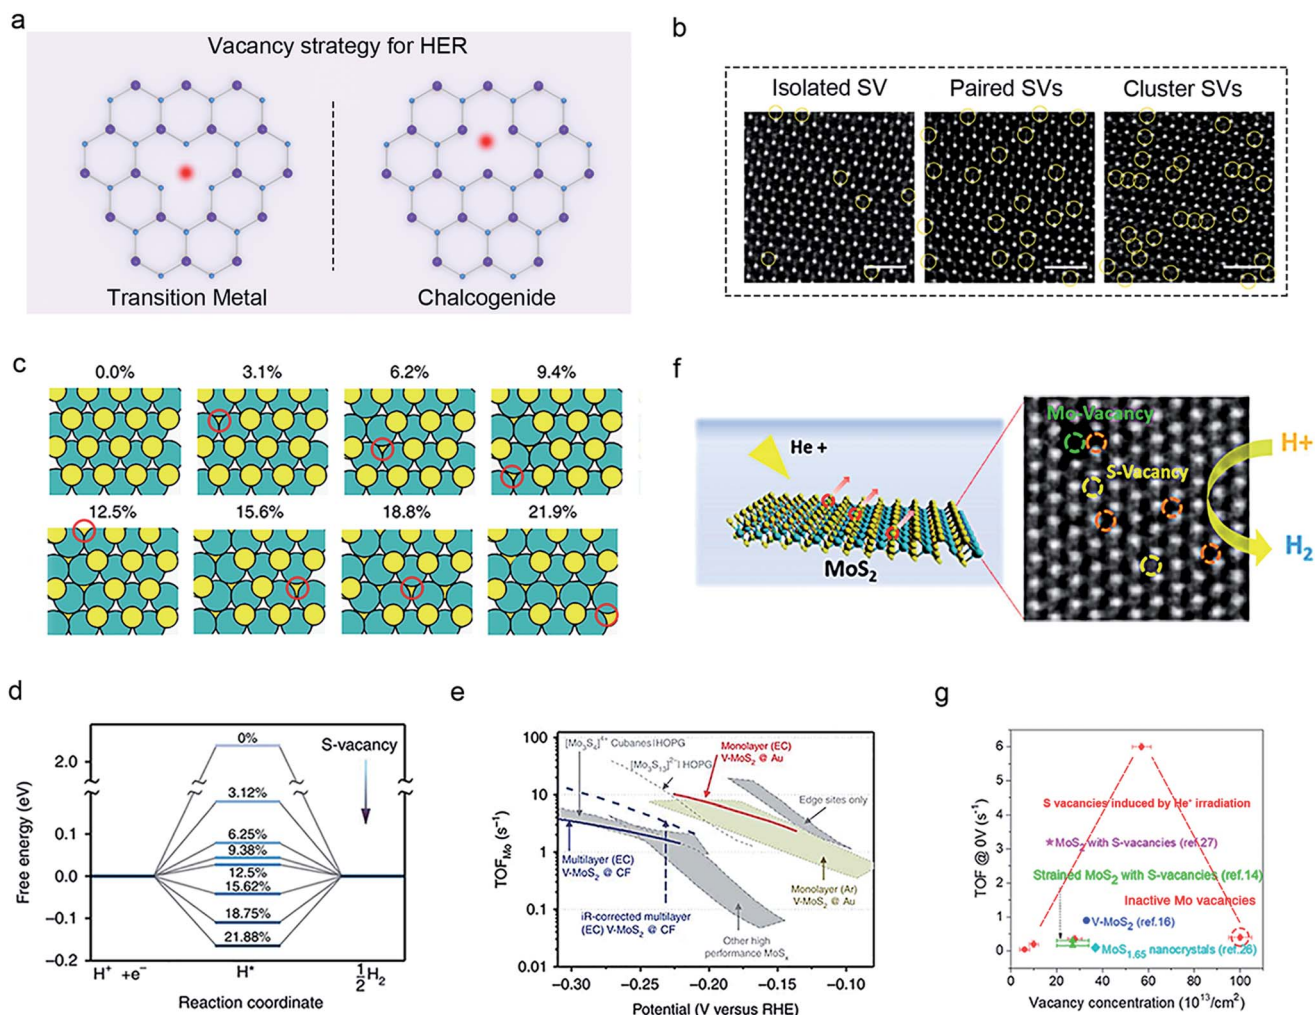 a
Vacancy strategy for HER
Transition Metal
Chalcogenide
b
Isolated SV
Paired SVs
Cluster SVs
c
0.0%
3.1%
6.2%
9.4%
12.5%
15.6%
18.8%
21.9%
f
He +
MoS₂
Mo-Vacancy
S-Vacancy
H+
H₂
d
Free energy (eV)
2.0
0.1
0.0
−0.1
−0.2
0%
3.12%
6.25%
9.38%
12.5%
15.62%
18.75%
21.88%
S-vacancy
H⁺ +e⁻
H*
½H₂
Reaction coordinate
e
TOF_Mo (s⁻¹)
100
10
1
0.1
0.01
[Mo₃S₄]⁴⁺ Cubanes|HOPG
[Mo₃S₁₃]²⁻| HOPG
Monolayer (EC)
V-MoS₂ @ Au
Edge sites only
Multilayer (EC)
V-MoS₂ @ CF
Monolayer (Ar)
V-MoS₂ @ Au
iR-corrected multilayer
(EC) V-MoS₂ @ CF
Other high
performance MoSₓ
−0.30
−0.25
−0.20
−0.15
−0.10
Potential (V versus RHE)
g
TOF @ 0V (s⁻¹)
6
5
4
3
2
1
0
S vacancies induced by He⁺ irradiation
MoS₂ with S-vacancies (ref.27)
Strained MoS₂ with S-vacancies (ref.14)
Inactive Mo vacancies
V-MoS₂ (ref.16)
MoS₁.₆₅ nanocrystals (ref.26)
0
20
40
60
80
100
Vacancy concentration (10¹³/cm²)